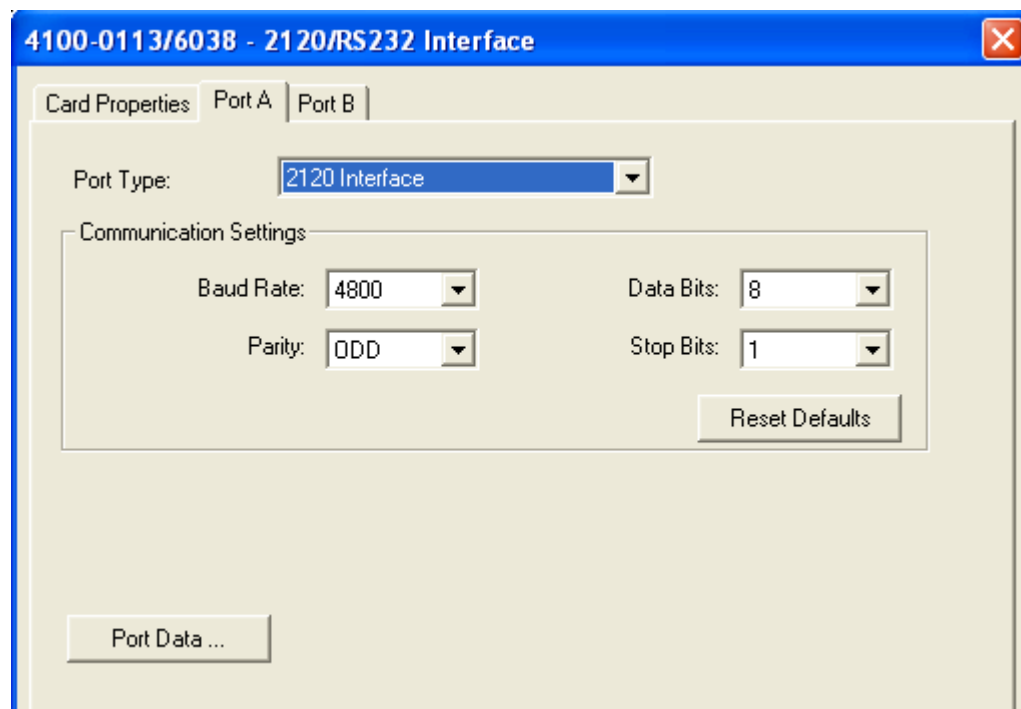 4100-0113/6038 - 2120/RS232 Interface
Card Properties Port A Port B
Port Type: 2120 Interface
Communication Settings
Baud Rate: 4800 Data Bits: 8
Parity: ODD Stop Bits: 1
Reset Defaults
Port Data ...